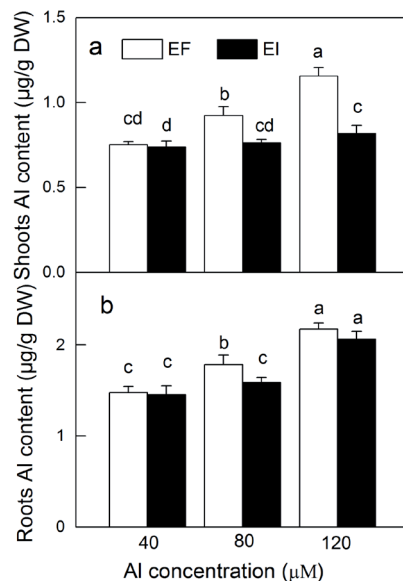 1.5
a EF EI a
Shoots Al content (µg/g DW)
1.0
b
cd d cd c
0.5
0.0
b
a a
2
b
c c c
1
Roots Al content (µg/g DW)
0
40 80 120
Al concentration (µM)